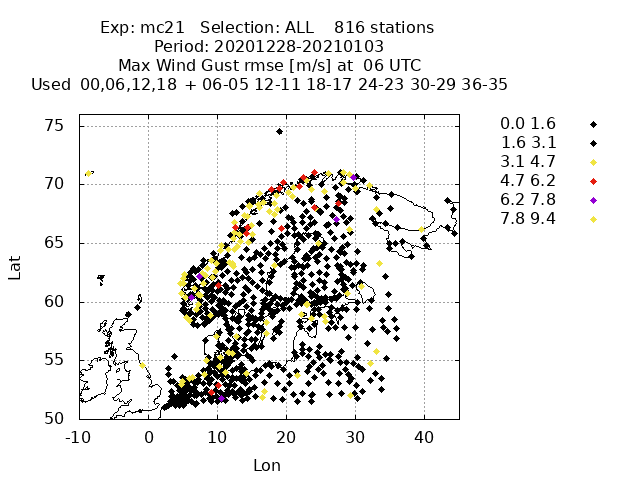 Exp: mc21 Selection: ALL 816 stations
Period: 20201228-20210103
Max Wind Gust rmse [m/s] at 06 UTC
Used 00,06,12,18 + 06-05 12-11 18-17 24-23 30-29 36-35
0.0 1.6
1.6 3.1
3.1 4.7
4.7 6.2
6.2 7.8
7.8 9.4
75
70
65
60
55
50
Lat
-10 0 10 20 30 40
Lon